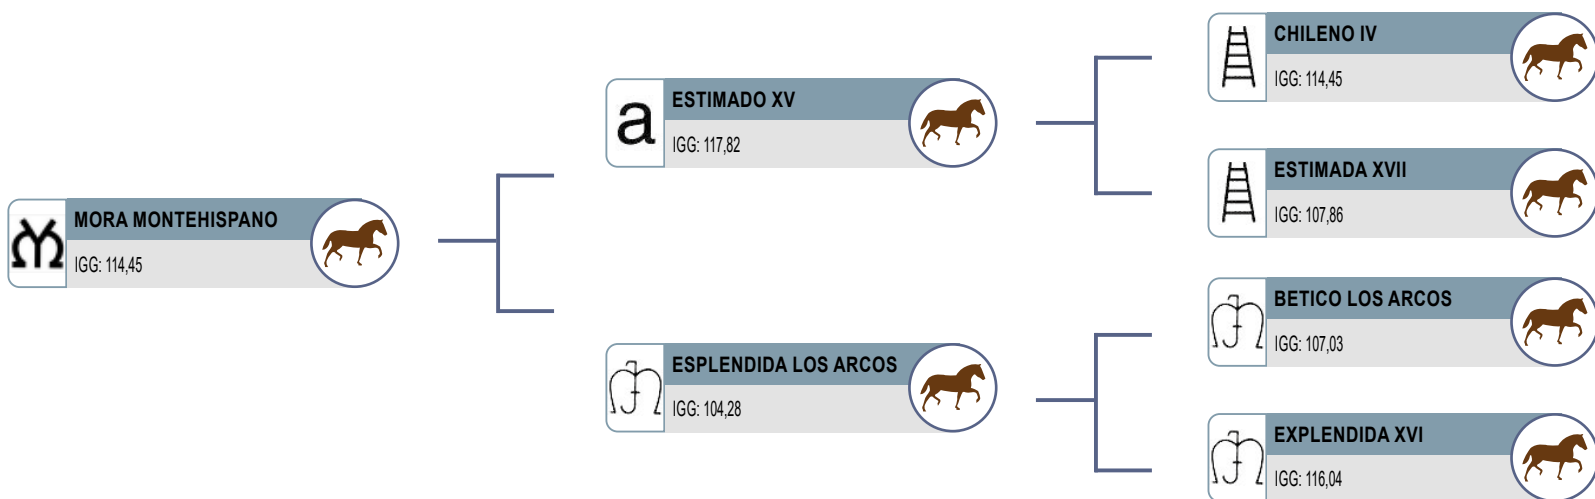 MORA MONTEHISPANO
IGG: 114,45
a
ESTIMADO XV
IGG: 117,82
ESPLENDIDA LOS ARCOS
IGG: 104,28
CHILENO IV
IGG: 114,45
ESTIMADA XVII
IGG: 107,86
BETICO LOS ARCOS
IGG: 107,03
EXPLENDIDA XVI
IGG: 116,04